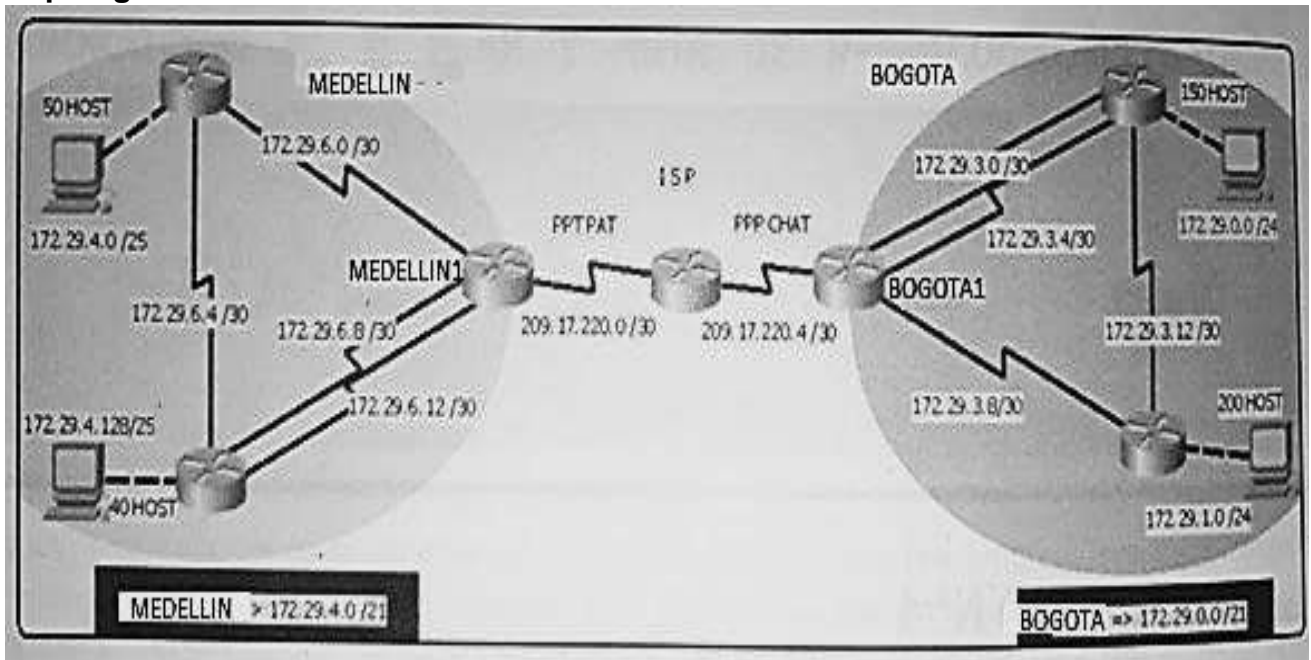 MEDELLIN - -
BOGOTA
50 HOST
150 HOST
172.29.6.0 /30
172.29.3.0 /30
I S P
172.29.4.0 /25
PPT PAT
PPP CHAT
172.29.3.4/30
172.29.0.0 /24
MEDELLIN1
BOGOTA1
172.29.6.4 /30
172.29.6.8 /30
209.17.220.0 /30
209.17.220.4 /30
172.29.3.12 /30
172.29.6.12 /30
172.29.3.8/30
200 HOST
172.29.4.128/25
40 HOST
172.29.1.0 /24
MEDELLIN > 172.29.4.0 /21
BOGOTA => 172.29.0.0 /21